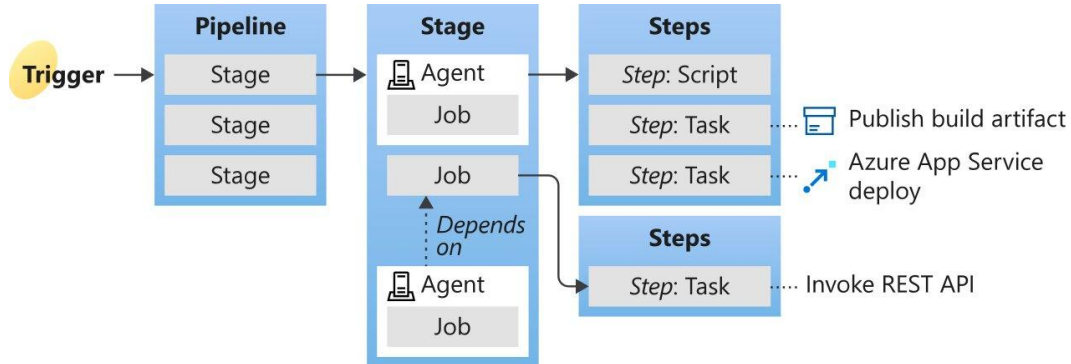 Trigger
Pipeline
Stage
Stage
Stage
Stage
Agent
Job
Job
Depends
on
Agent
Job
Steps
Step: Script
Step: Task
Step: Task
Publish build artifact
Azure App Service
deploy
Steps
Step: Task
Invoke REST API